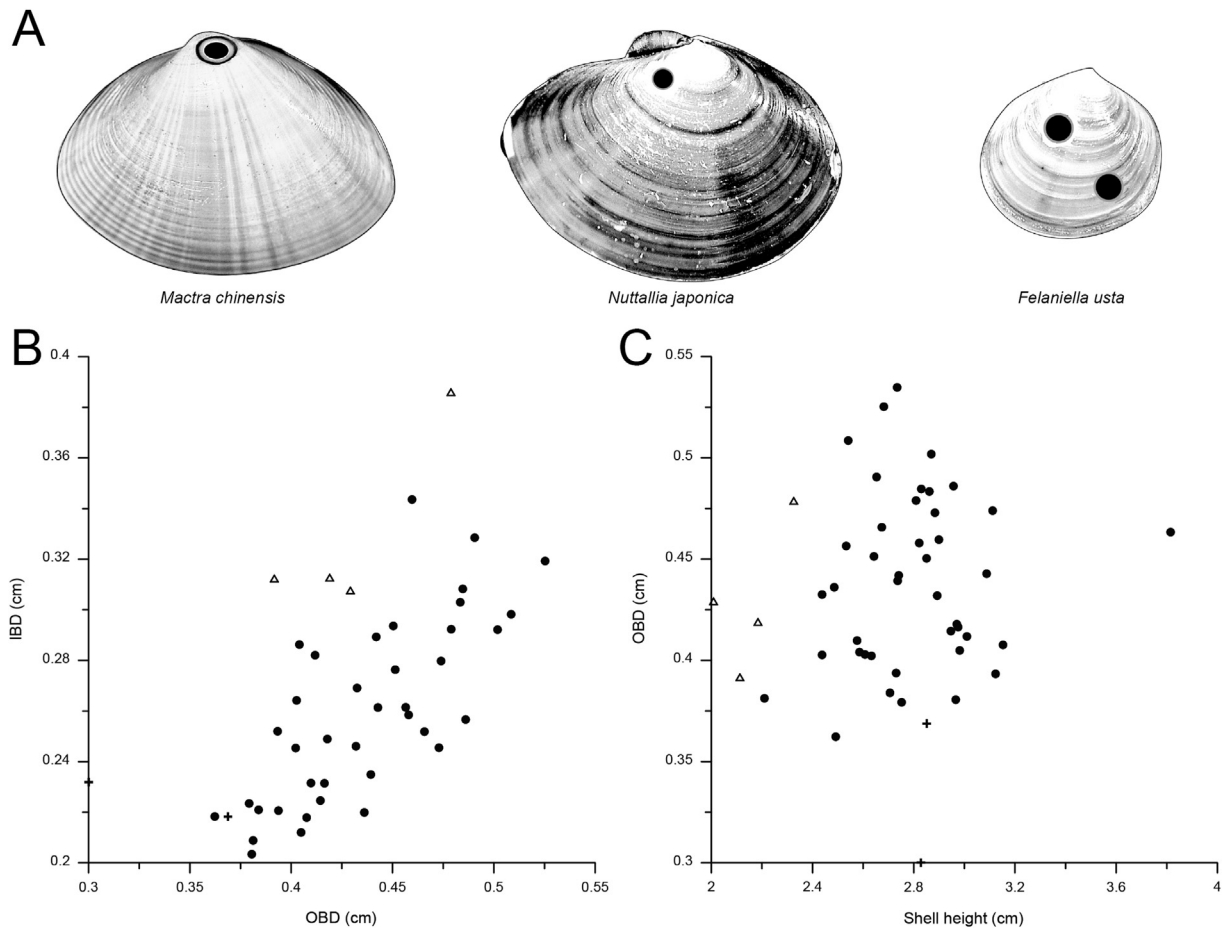 A
Mactra chinensis
Nuttallia japonica
Felaniella usta
B
0.4
0.36
0.32
0.28
0.24
0.2
IBD (cm)
0.3
0.35
0.4
0.45
0.5
0.55
OBD (cm)
C
0.55
0.5
0.45
0.4
0.35
0.3
OBD (cm)
2
2.4
2.8
3.2
3.6
4
Shell height (cm)